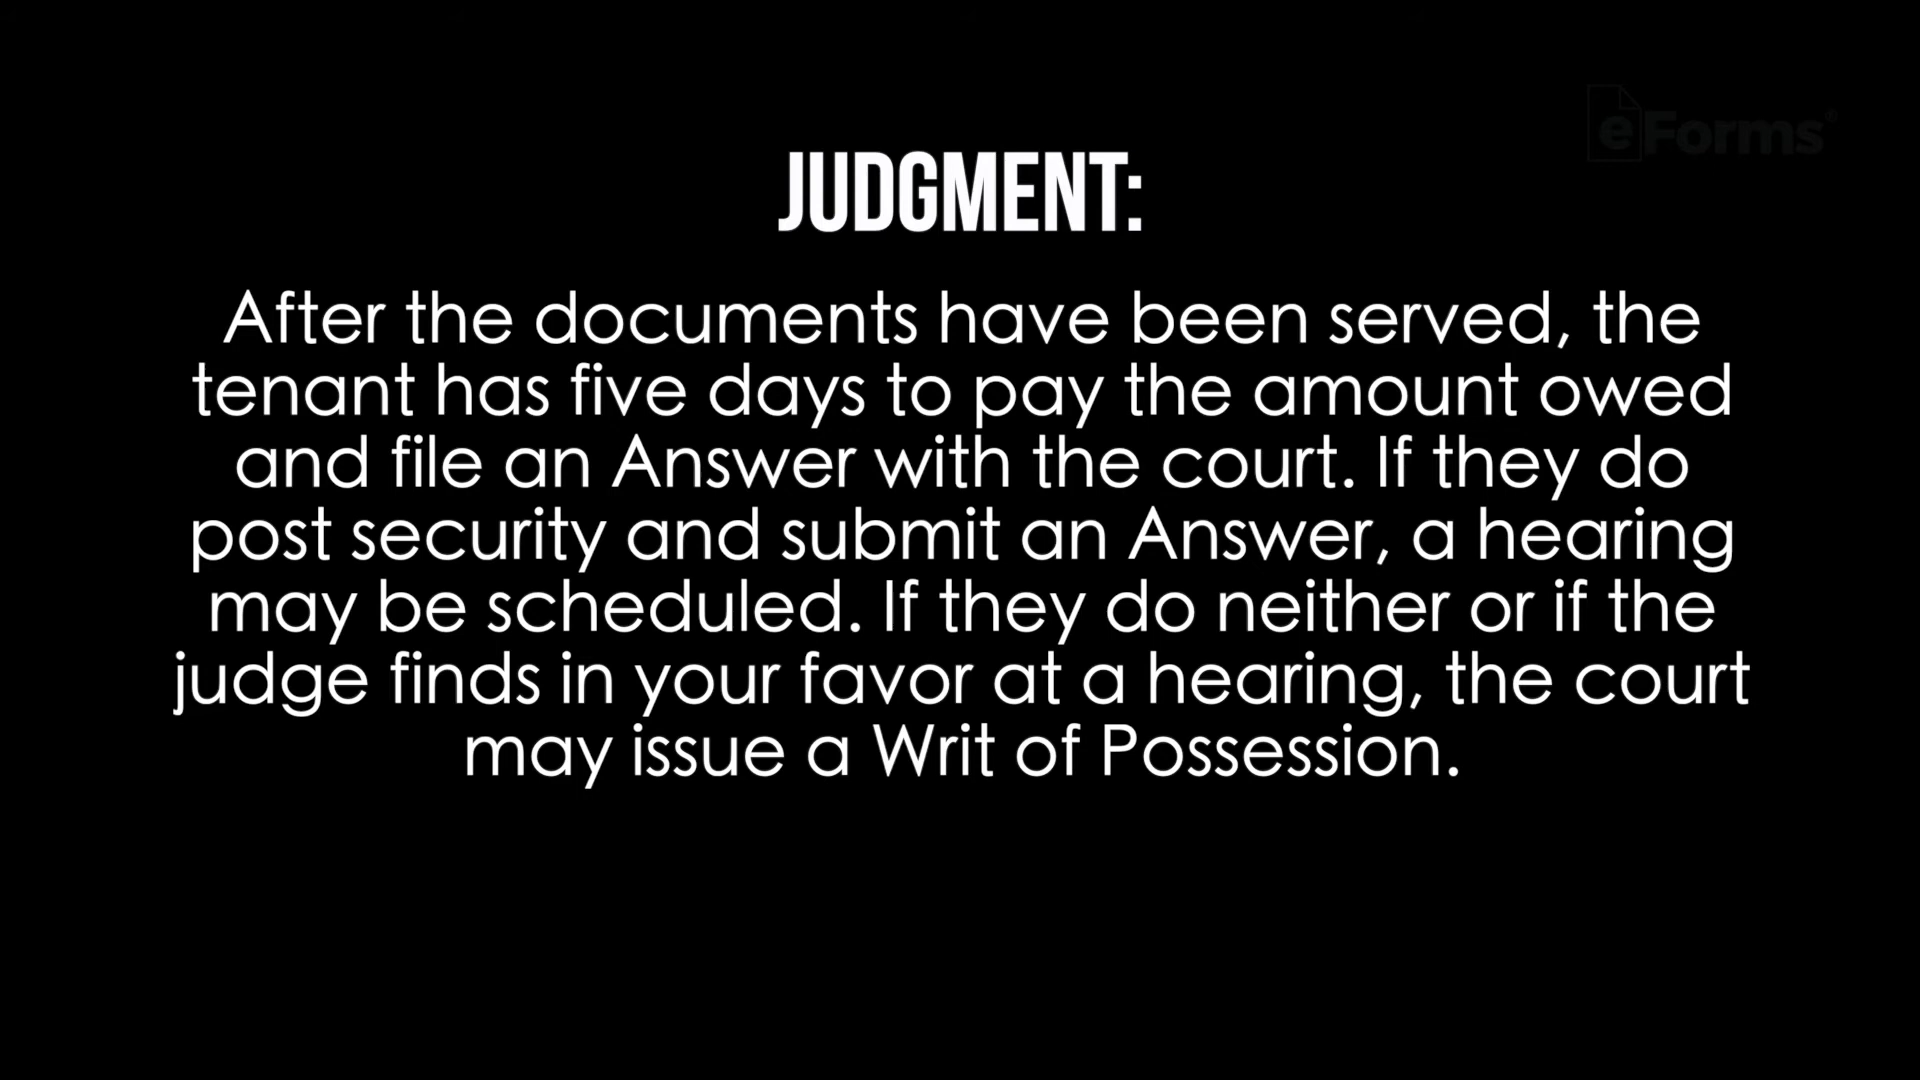 eForms®
JUDGMENT:
After the documents have been served, the
tenant has five days to pay the amount owed
and file an Answer with the court. If they do
post security and submit an Answer, a hearing
may be scheduled. If they do neither or if the
judge finds in your favor at a hearing, the court
may issue a Writ of Possession.